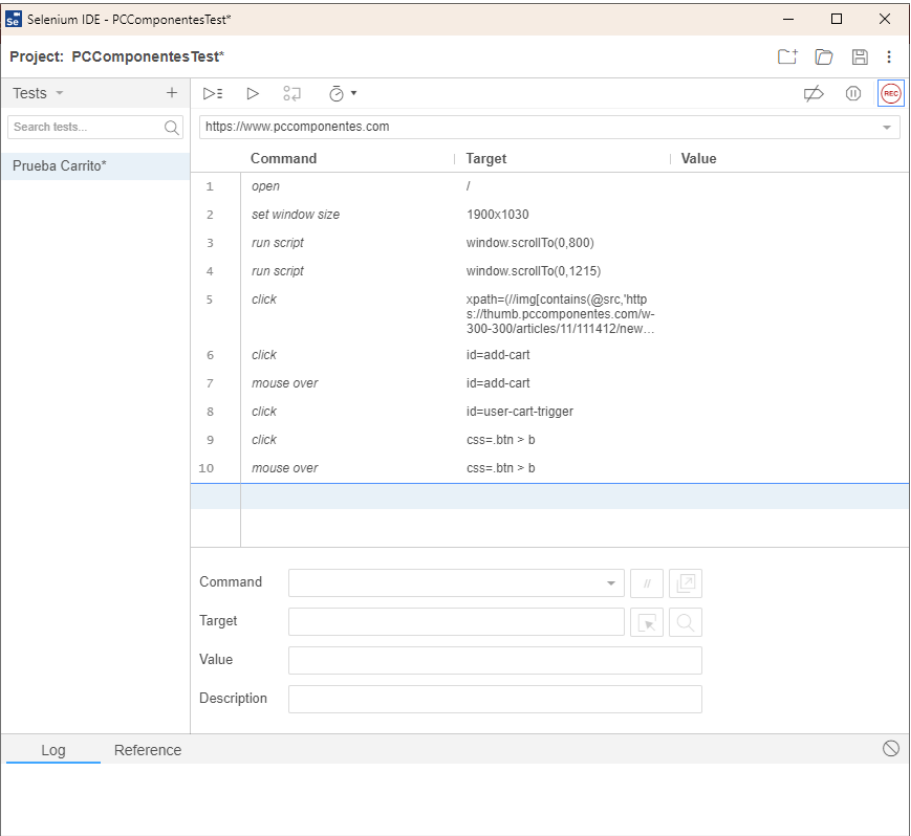 Se Selenium IDE - PCComponentesTest*
Project: PCComponentesTest*
Tests
REC
Search tests...
https://www.pccomponentes.com
Prueba Carrito*
Command Target Value
1 open /
2 set window size 1900x1030
3 run script window.scrollTo(0,800)
4 run script window.scrollTo(0,1215)
5 click xpath=(//img[contains(@src,'http
s://thumb.pccomponentes.com/w-
300-300/articles/11/111412/new...
6 click id=add-cart
7 mouse over id=add-cart
8 click id=user-cart-trigger
9 click css=.btn > b
10 mouse over css=.btn > b
Command //
Target
Value
Description
Log Reference